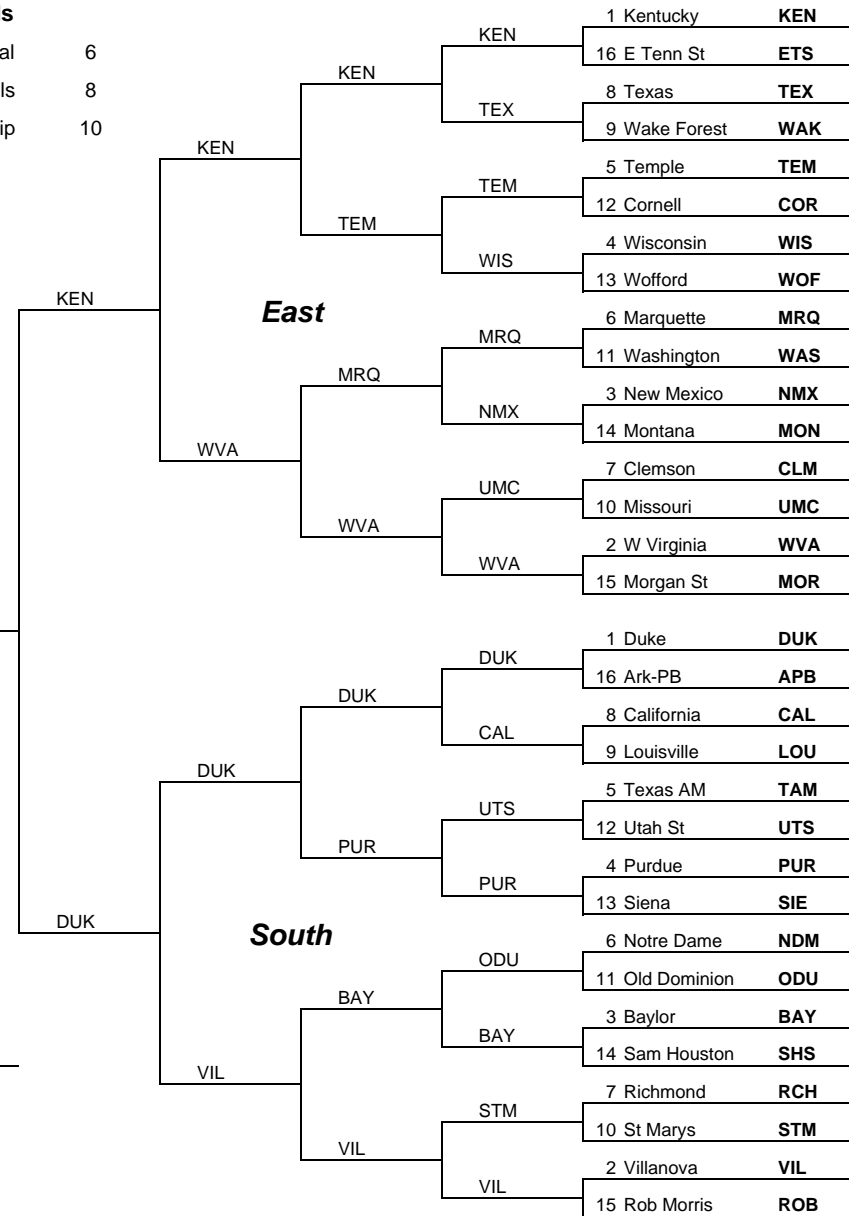 ls
al 6
ls 8
ip 10
1 Kentucky KEN
KEN
16 E Tenn St ETS
KEN
8 Texas TEX
TEX
9 Wake Forest WAK
KEN
5 Temple TEM
TEM
12 Cornell COR
TEM
4 Wisconsin WIS
WIS
13 Wofford WOF
KEN
East
6 Marquette MRQ
MRQ
11 Washington WAS
MRQ
3 New Mexico NMX
NMX
14 Montana MON
WVA
7 Clemson CLM
UMC
10 Missouri UMC
WVA
2 W Virginia WVA
WVA
15 Morgan St MOR
1 Duke DUK
DUK
16 Ark-PB APB
DUK
8 California CAL
CAL
9 Louisville LOU
DUK
5 Texas AM TAM
UTS
12 Utah St UTS
PUR
4 Purdue PUR
PUR
13 Siena SIE
DUK
South
6 Notre Dame NDM
ODU
11 Old Dominion ODU
BAY
3 Baylor BAY
BAY
14 Sam Houston SHS
VIL
7 Richmond RCH
STM
10 St Marys STM
VIL
2 Villanova VIL
VIL
15 Rob Morris ROB